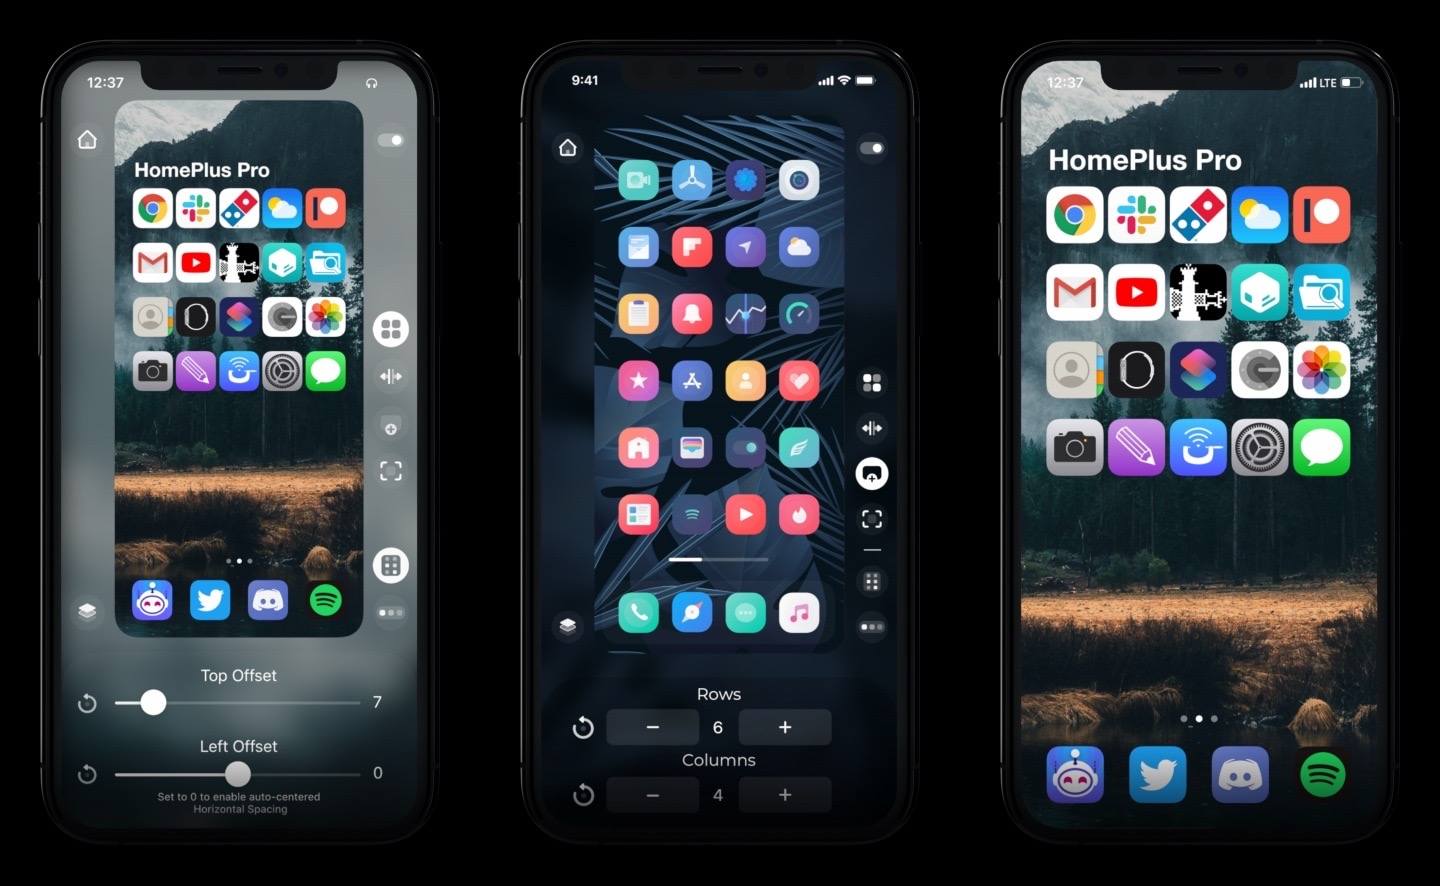 12:37
HomePlus Pro
Top Offset
7
Left Offset
0
Set to 0 to enable auto-centered
Horizontal Spacing
9:41
Rows
6
Columns
4
12:37
LTE
HomePlus Pro